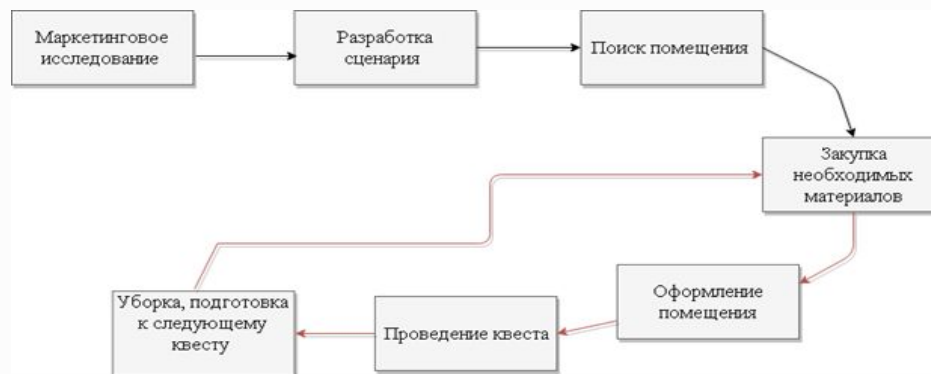 Маркетинговое
исследование
Разработка
сценария
Поиск помещения
Закупка
необходимых
материалов
Оформление
помещения
Проведение квеста
Уборка, подготовка
к следующему
квесту